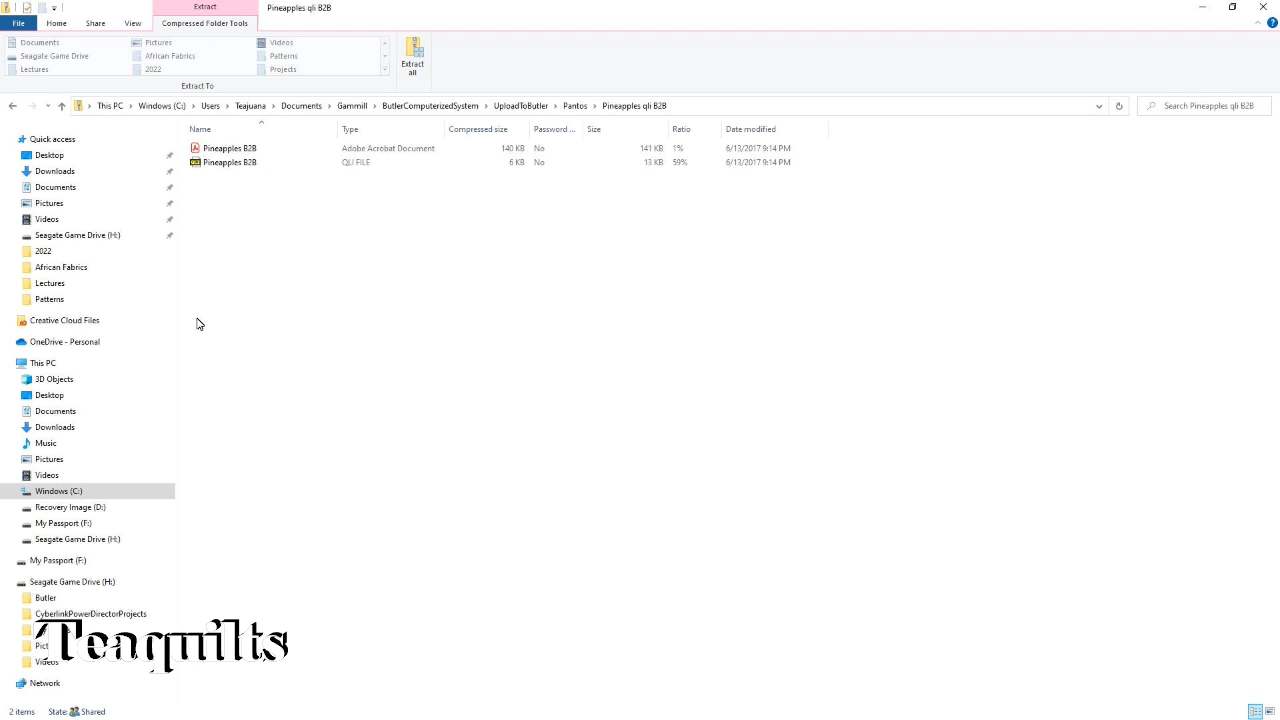 Extract
Pineapples qli B2B
File
Home
Share
View
Compressed Folder Tools
Documents
Pictures
Videos
Seagate Game Drive
African Fabrics
Patterns
Lectures
2022
Projects
Extract all
Extract To
This PC
Windows (C:)
Users
Teajuana
Documents
Gammill
ButlerComputerizedSystem
UploadToButler
Pantos
Pineapples qli B2B
Search Pineapples qli B2B
Name
Type
Compressed size
Password ...
Size
Ratio
Date modified
Pineapples B2B Adobe Acrobat Document 140 KB No 141 KB 1% 6/13/2017 9:14 PM
Pineapples B2B QLI FILE 6 KB No 13 KB 59% 6/13/2017 9:14 PM
Quick access
Desktop
Downloads
Documents
Pictures
Videos
Seagate Game Drive (H:)
2022
African Fabrics
Lectures
Patterns
Creative Cloud Files
OneDrive - Personal
This PC
3D Objects
Desktop
Documents
Downloads
Music
Pictures
Videos
Windows (C:)
Recovery Image (D:)
My Passport (F:)
Seagate Game Drive (H:)
My Passport (F:)
Seagate Game Drive (H:)
Butler
CyberlinkPowerDirectorProjects
Teaquilts
Videos
Network
2 items State: Shared